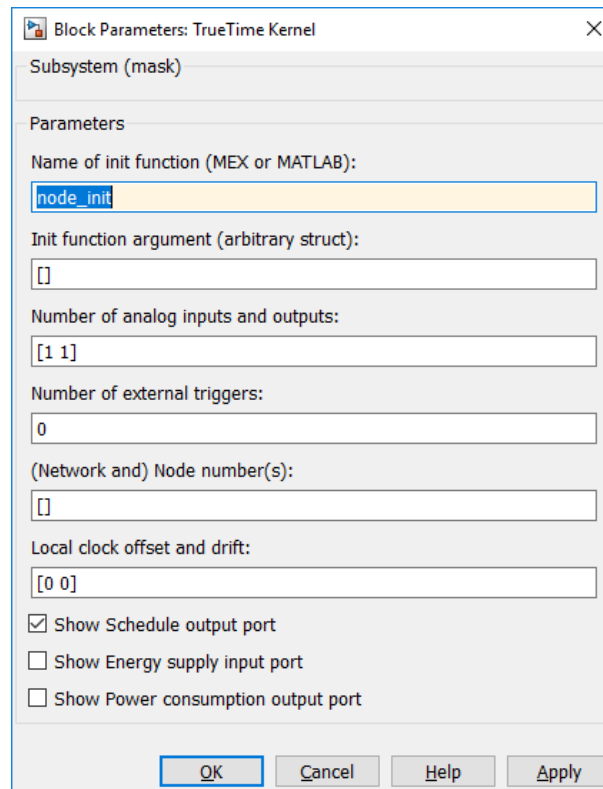 Block Parameters: TrueTime Kernel
Subsystem (mask)
Parameters
Name of init function (MEX or MATLAB):
node_init
Init function argument (arbitrary struct):
[]
Number of analog inputs and outputs:
[1 1]
Number of external triggers:
0
(Network and) Node number(s):
[]
Local clock offset and drift:
[0 0]
Show Schedule output port
Show Energy supply input port
Show Power consumption output port
OK Cancel Help Apply